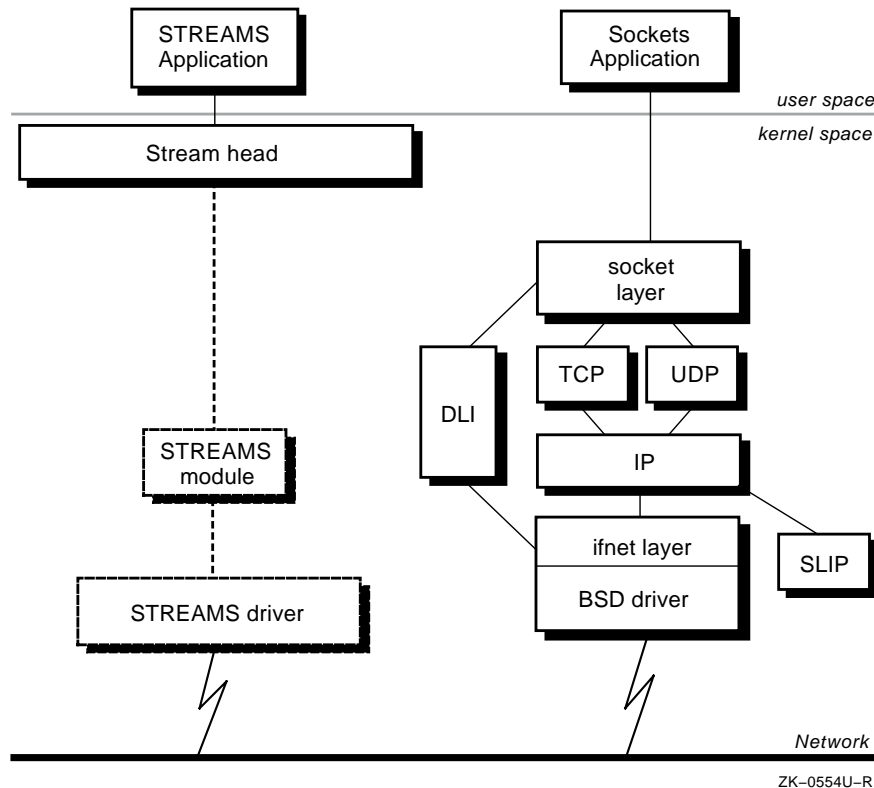 STREAMS
Application
Sockets
Application
user space
kernel space
Stream head
socket
layer
TCP
UDP
DLI
STREAMS
module
IP
ifnet layer
SLIP
STREAMS driver
BSD driver
Network
ZK−0554U−R